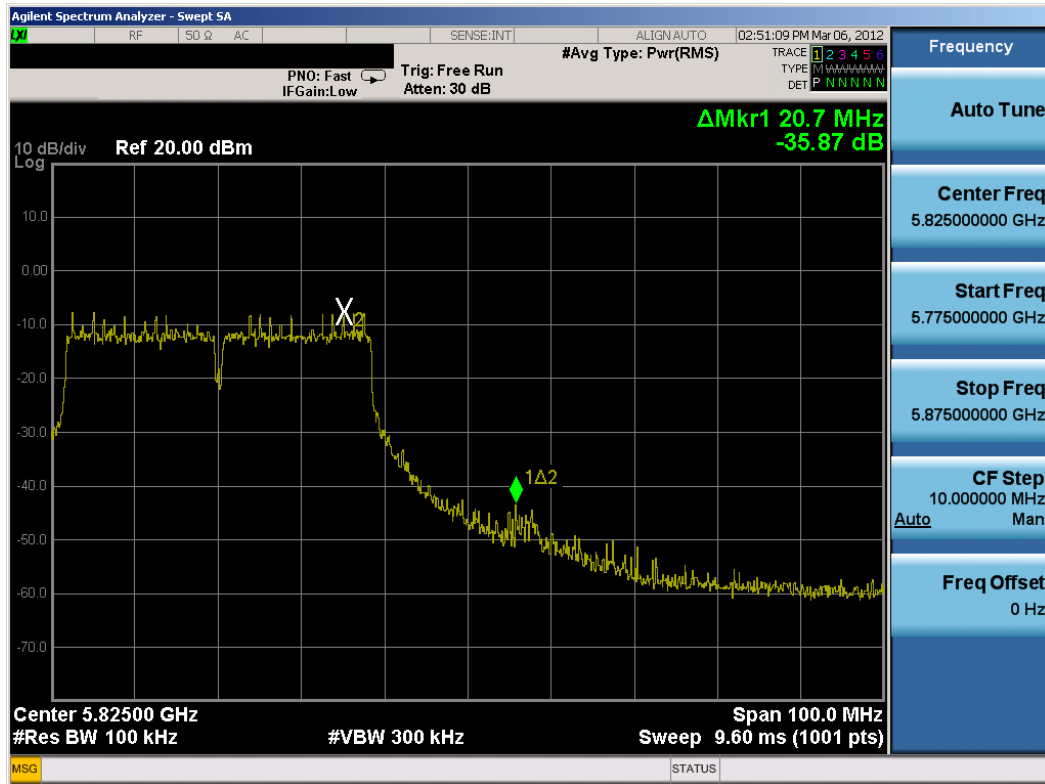 Agilent Spectrum Analyzer - Swept SA
LXI RF 50 Ω AC SENSE:INT ALIGN AUTO 02:51:09 PM Mar 06, 2012
PNO: Fast
IFGain:Low
Trig: Free Run
Atten: 30 dB
#Avg Type: Pwr(RMS)
TRACE 1 2 3 4 5 6
TYPE M WWWWW
DET P N N N N N
ΔMkr1 20.7 MHz
-35.87 dB
10 dB/div Ref 20.00 dBm
Log
10.0
0.00
-10.0
-20.0
-30.0
-40.0
-50.0
-60.0
-70.0
X2
1Δ2
Center 5.82500 GHz Span 100.0 MHz
#Res BW 100 kHz #VBW 300 kHz Sweep 9.60 ms (1001 pts)
MSG STATUS
Frequency
Auto Tune
Center Freq
5.825000000 GHz
Start Freq
5.775000000 GHz
Stop Freq
5.875000000 GHz
CF Step
10.000000 MHz
Auto Man
Freq Offset
0 Hz